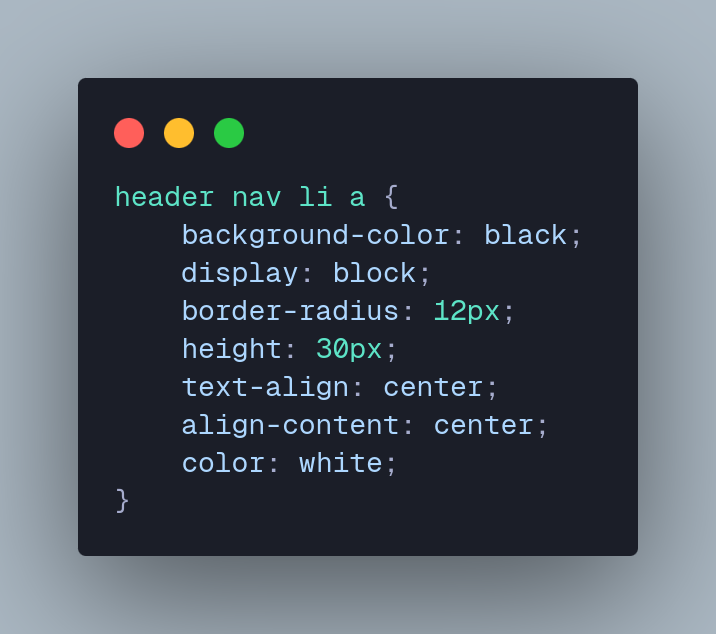 header nav li a {
    background-color: black;
    display: block;
    border-radius: 12px;
    height: 30px;
    text-align: center;
    align-content: center;
    color: white;
}